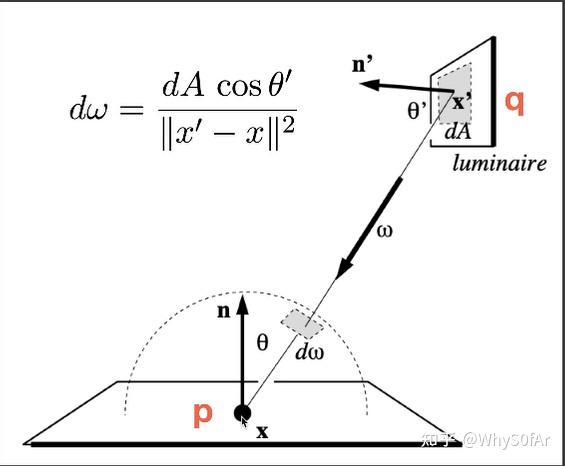 n'
dω = dA cos θ′ / ‖x′ − x‖²
θ'
x'
q
dA
luminaire
ω
n
θ
dω
p
x
知乎 @WhyS0fAr